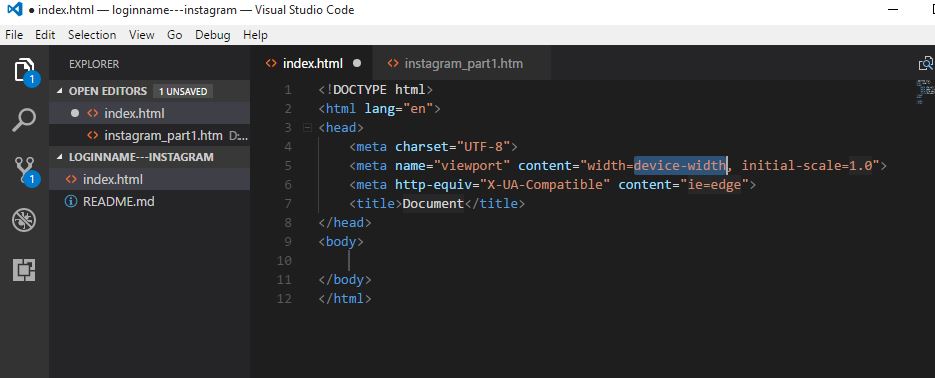 ● index.html — loginname---instagram — Visual Studio Code
File Edit Selection View Go Debug Help
EXPLORER
OPEN EDITORS 1 UNSAVED
index.html
instagram_part1.htm D:...
LOGINNAME---INSTAGRAM
index.html
README.md
1
1
index.html
instagram_part1.htm
1 <!DOCTYPE html>
2 <html lang="en">
3 <head>
4 <meta charset="UTF-8">
5 <meta name="viewport" content="width=device-width, initial-scale=1.0">
6 <meta http-equiv="X-UA-Compatible" content="ie=edge">
7 <title>Document</title>
8 </head>
9 <body>
10
11 </body>
12 </html>